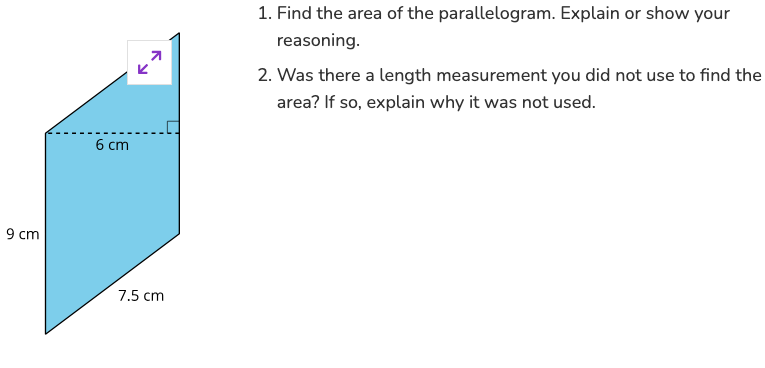 1. Find the area of the parallelogram. Explain or show your
reasoning.
2. Was there a length measurement you did not use to find the
area? If so, explain why it was not used.
6 cm
9 cm
7.5 cm